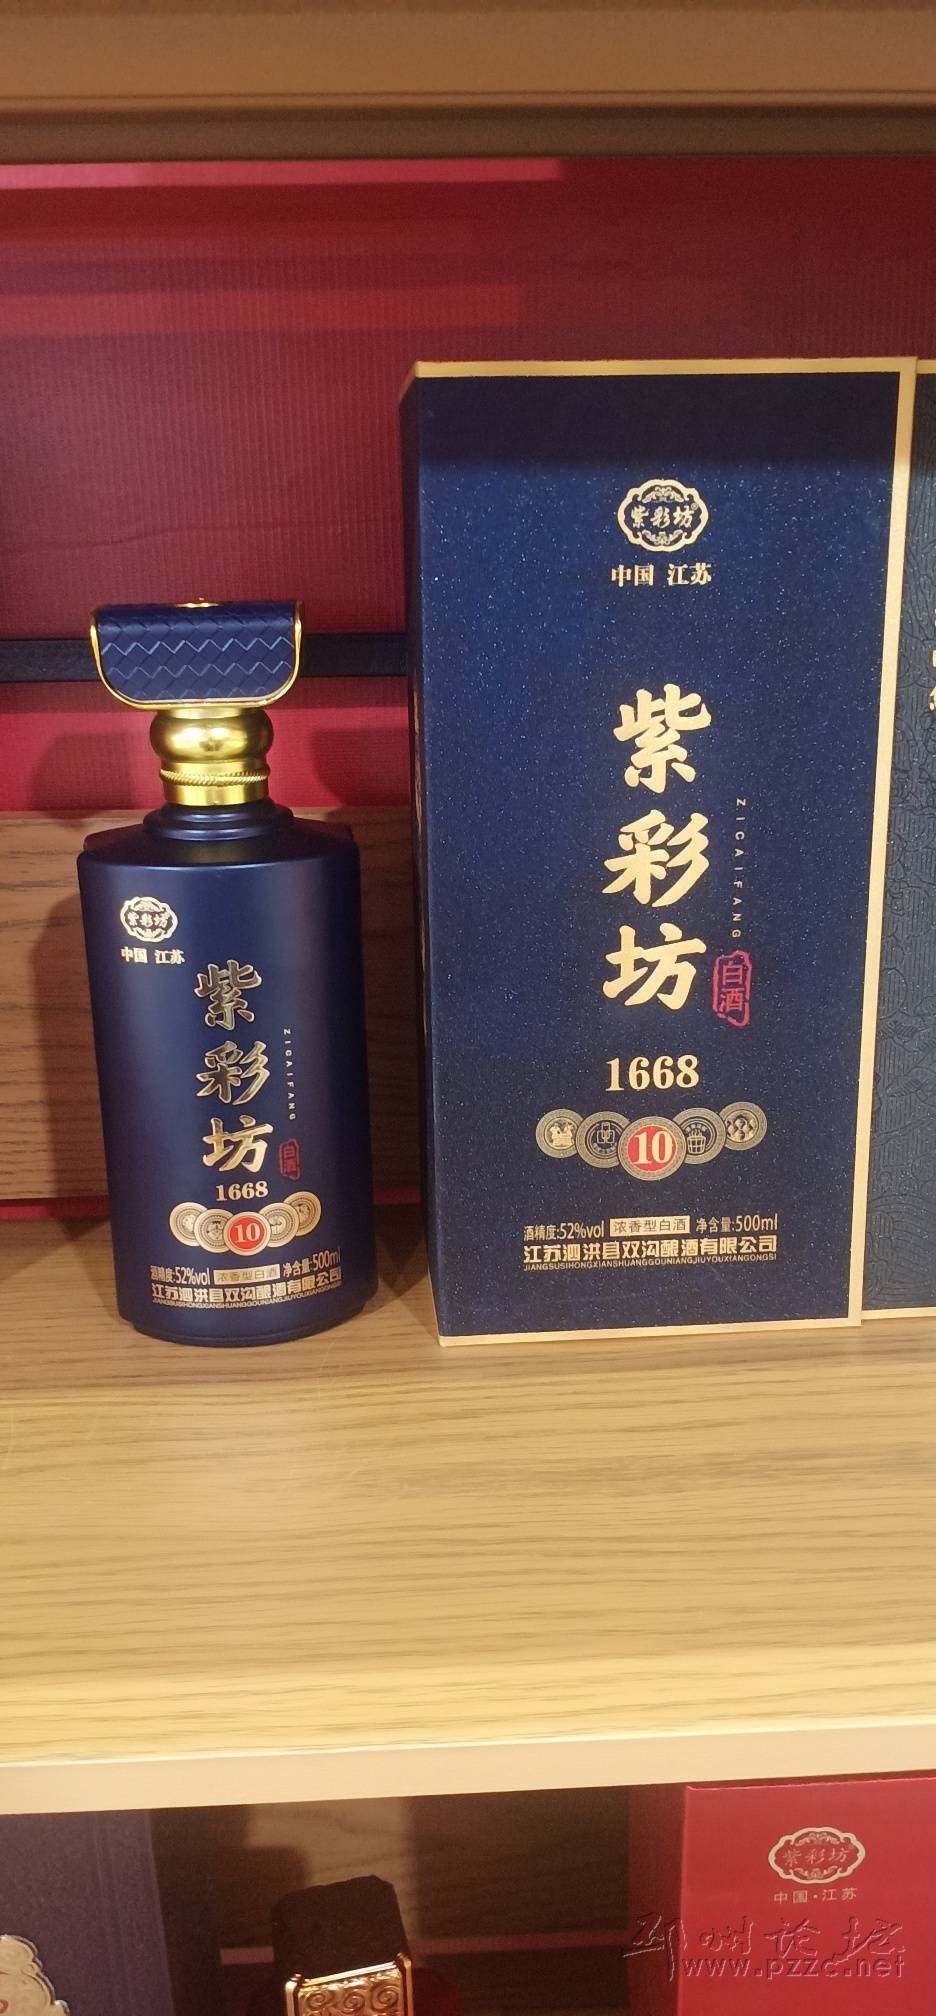 紫彩坊
中国 江苏
紫彩坊
ZICAIFANG
白酒
1668
10
酒精度:52%vol 浓香型白酒 净含量:500ml
江苏泗洪县双沟酿酒有限公司
JIANGSUSIHONGXIANSHUANGGOUNIANGJIUYOUXIANGONGSI
紫彩坊
中国 江苏
紫彩坊
ZICAIFANG
白酒
1668
10
酒精度:52%vol 浓香型白酒 净含量:500ml
江苏泗洪县双沟酿酒有限公司
JIANGSUSIHONGXIANSHUANGGOUNIANGJIUYOUXIANGONGSI
紫彩坊
中国·江苏
邳州论坛
www.pzzc.net